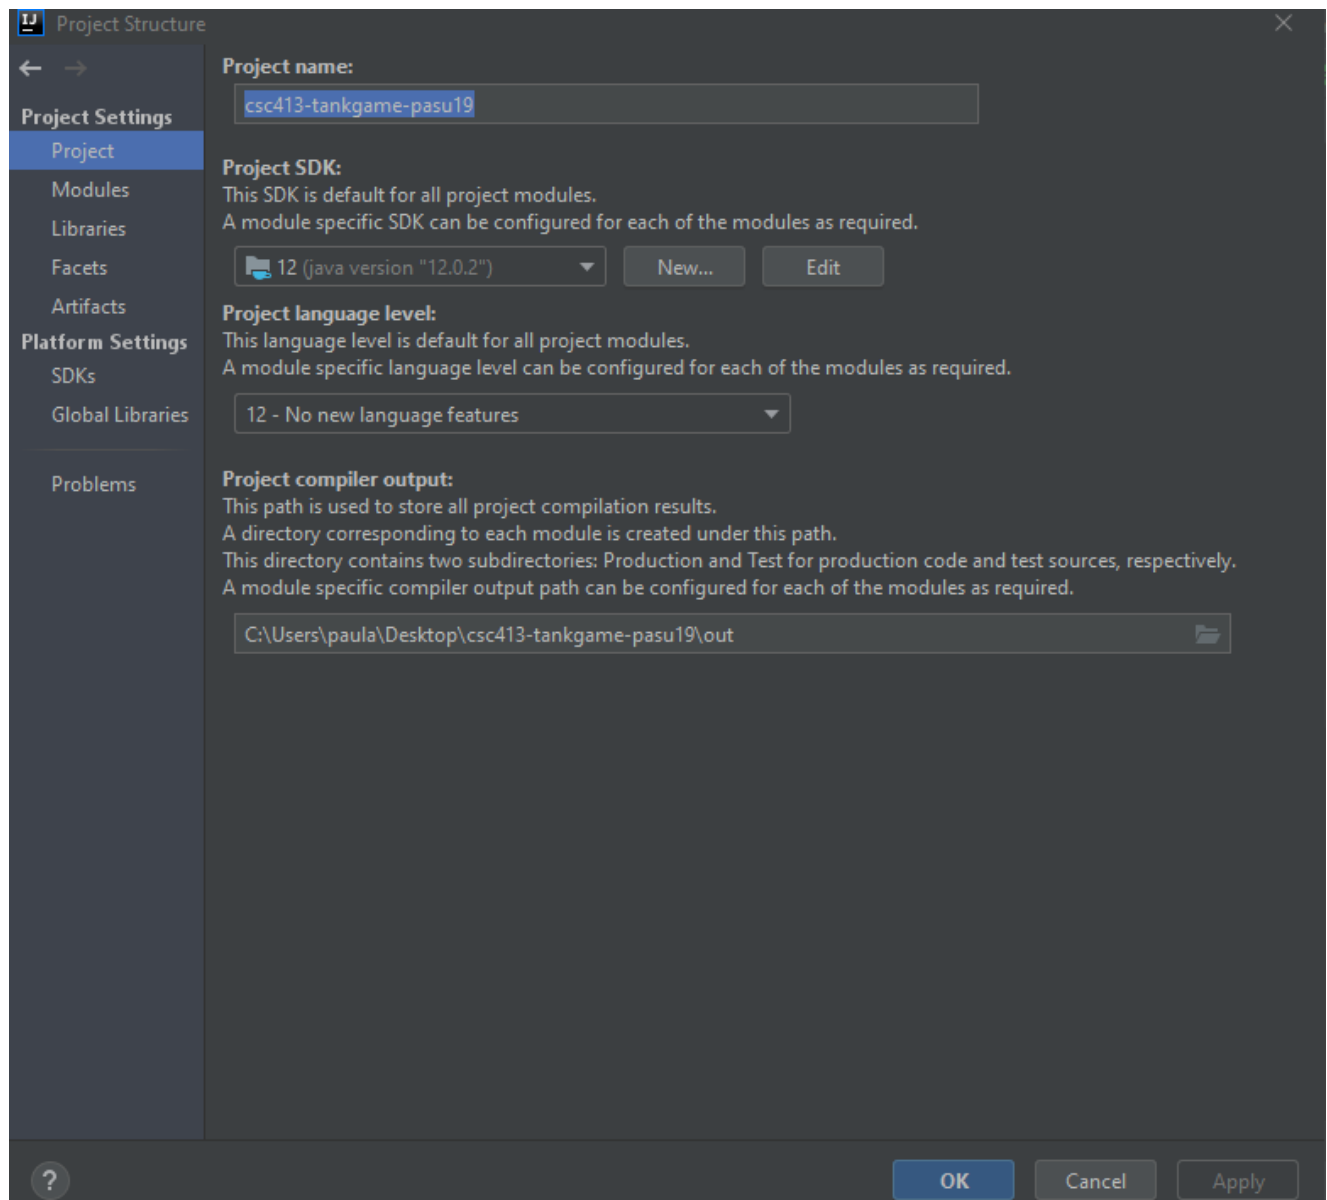 IJ
Project Structure
Project Settings
Project
Modules
Libraries
Facets
Artifacts
Platform Settings
SDKs
Global Libraries
Problems
Project name:
csc413-tankgame-pasu19
Project SDK:
This SDK is default for all project modules.
A module specific SDK can be configured for each of the modules as required.
12 (java version "12.0.2") New... Edit
Project language level:
This language level is default for all project modules.
A module specific language level can be configured for each of the modules as required.
12 - No new language features
Project compiler output:
This path is used to store all project compilation results.
A directory corresponding to each module is created under this path.
This directory contains two subdirectories: Production and Test for production code and test sources, respectively.
A module specific compiler output path can be configured for each of the modules as required.
C:\Users\paula\Desktop\csc413-tankgame-pasu19\out
? OK Cancel Apply